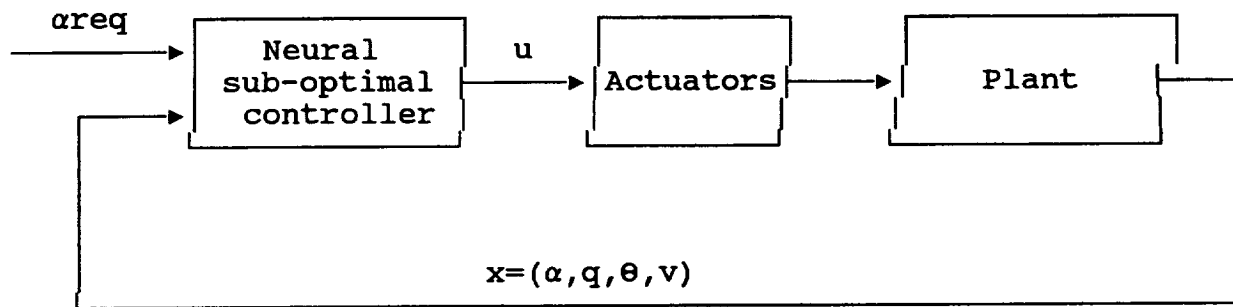 αreq
Neural
sub-optimal
controller
u
Actuators
Plant
x=(α,q,θ,v)